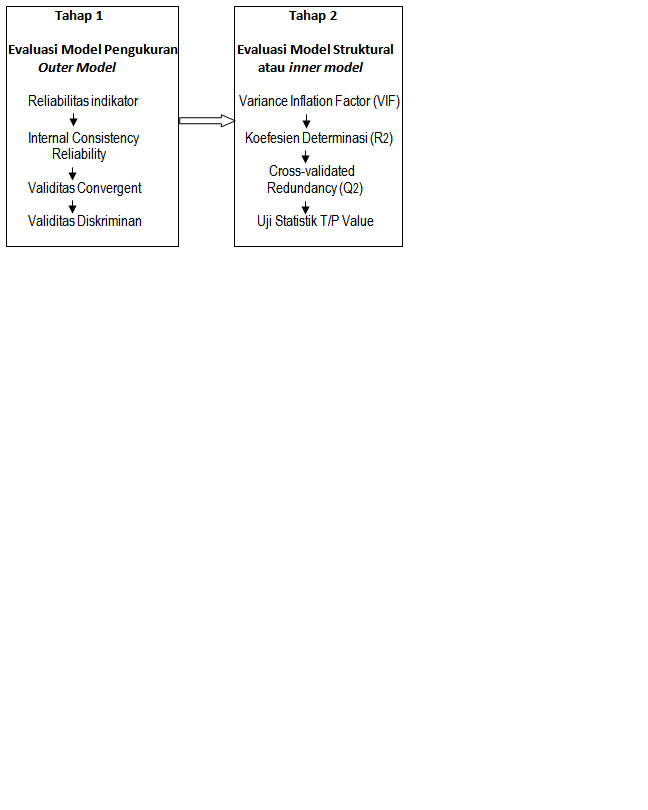 Tahap 1
Evaluasi Model Pengukuran
Outer Model
Reliabilitas indikator
Internal Consistency
Reliability
Validitas Convergent
Validitas Diskriminan
Tahap 2
Evaluasi Model Struktural
atau inner model
Variance Inflation Factor (VIF)
Koefesien Determinasi (R2)
Cross-validated
Redundancy (Q2)
Uji Statistik T/P Value